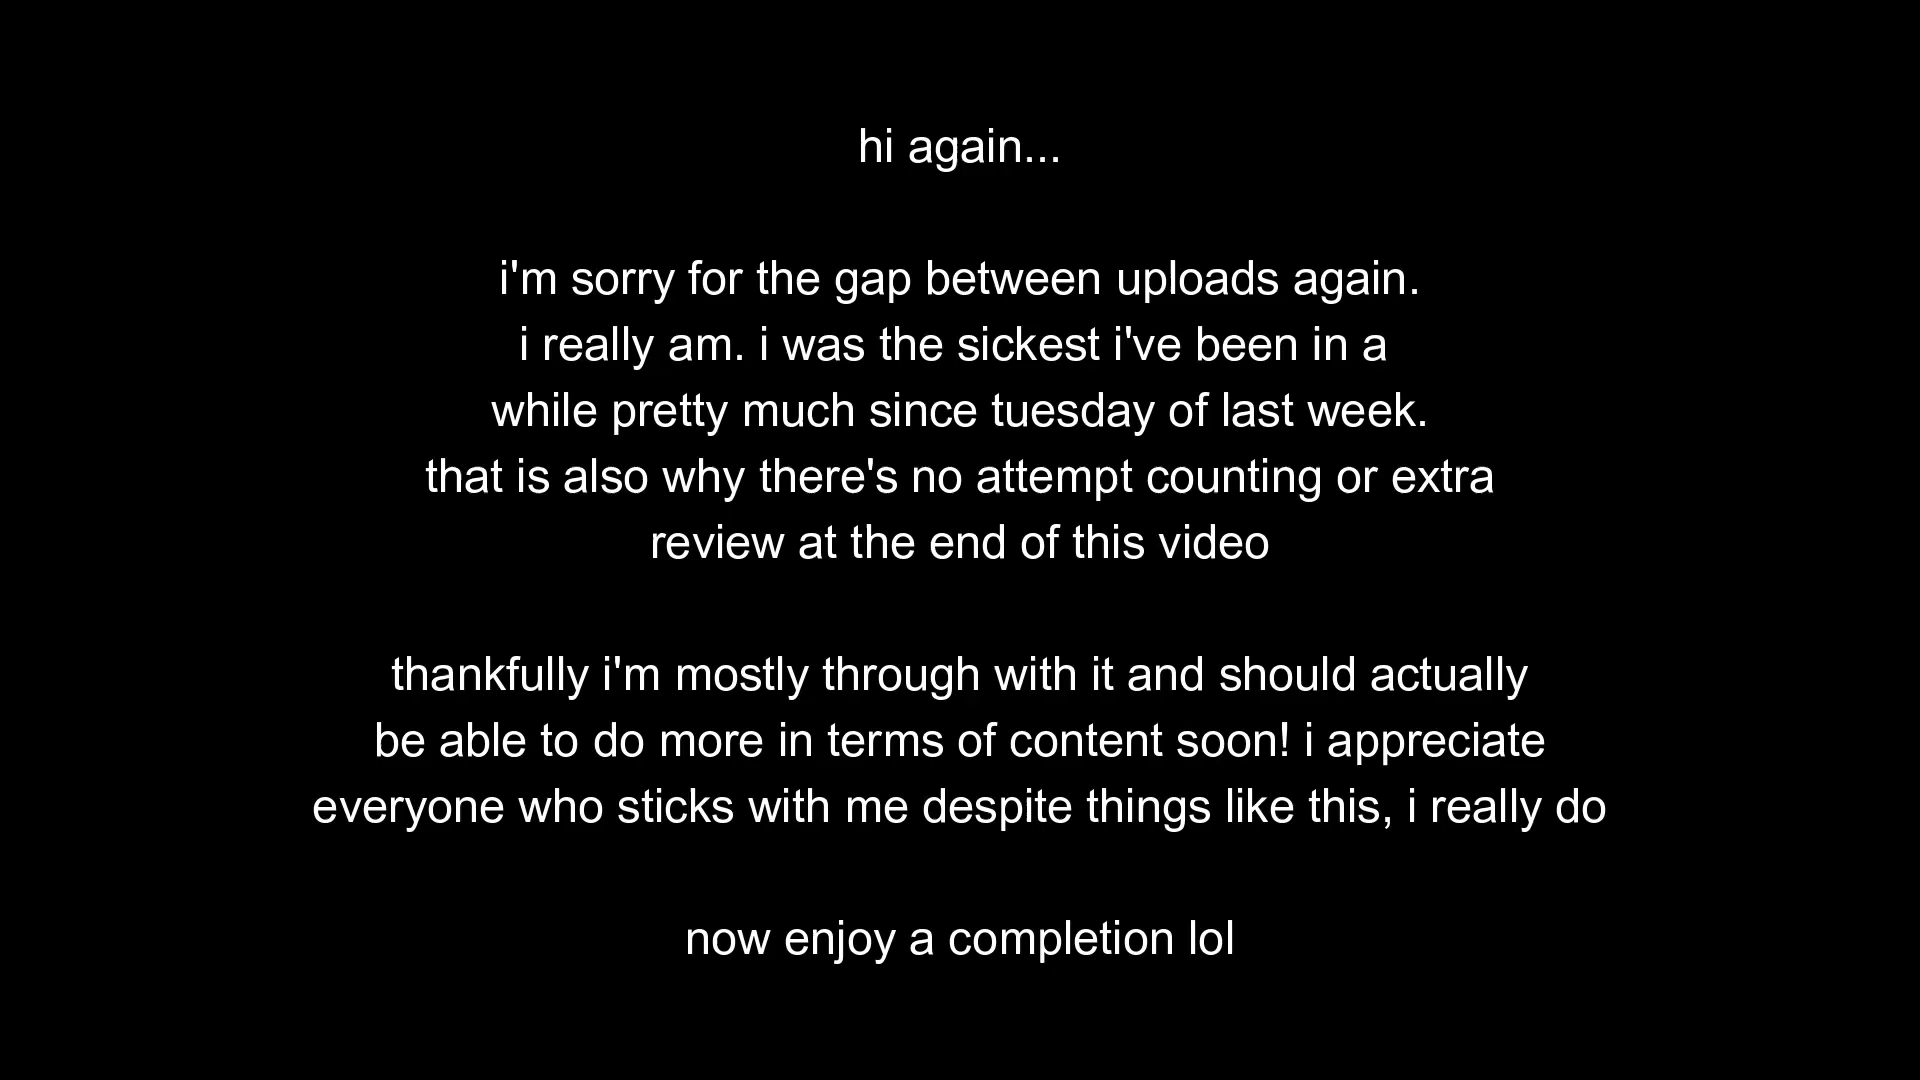 hi again...
i'm sorry for the gap between uploads again.
i really am. i was the sickest i've been in a
while pretty much since tuesday of last week.
that is also why there's no attempt counting or extra
review at the end of this video
thankfully i'm mostly through with it and should actually
be able to do more in terms of content soon! i appreciate
everyone who sticks with me despite things like this, i really do
now enjoy a completion lol